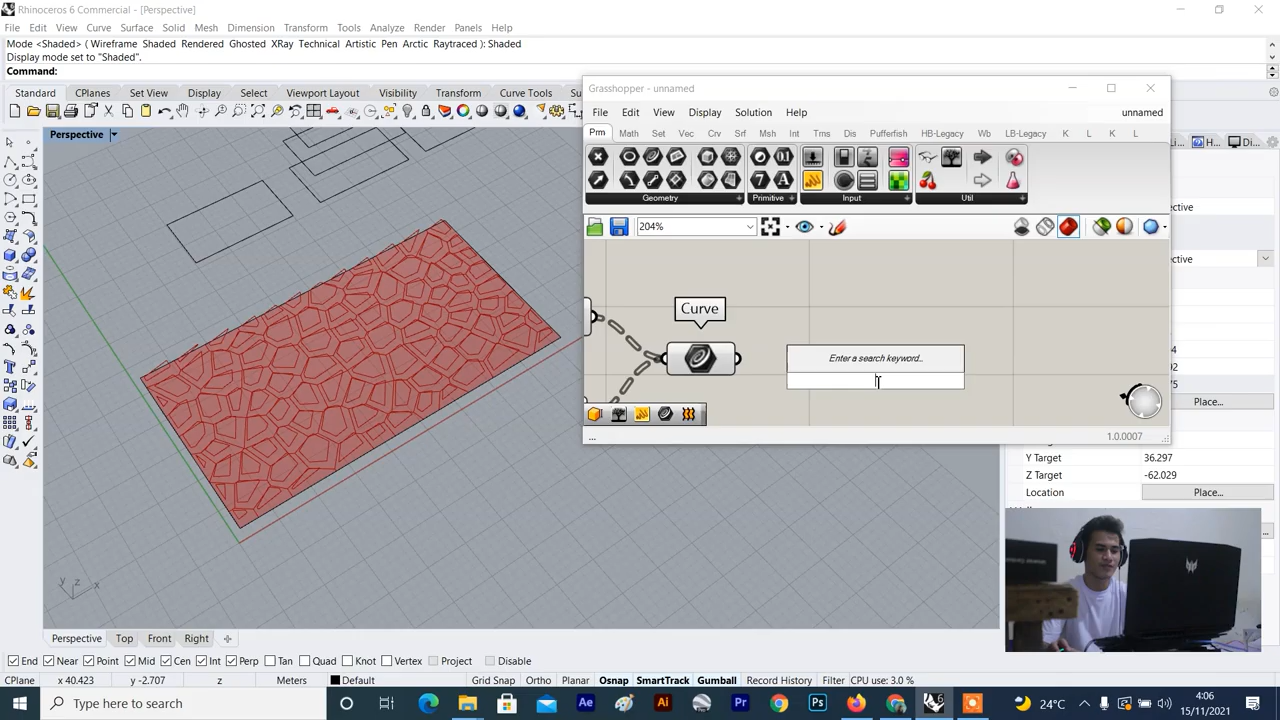 Rhinoceros 6 Commercial - [Perspective]
File Edit View Curve Surface Solid Mesh Dimension Transform Tools Analyze Render Panels Help
Mode <Shaded> ( Wireframe Shaded Rendered Ghosted XRay Technical Artistic Pen Arctic Raytraced ): Shaded
Display mode set to "Shaded".
Command:
Standard CPlanes Set View Display Select Viewport Layout Visibility Transform Curve Tools
Perspective
Grasshopper - unnamed
File Edit View Display Solution Help unnamed
Prm Math Set Vec Crv Srf Msh Int Trns Dis Pufferfish HB-Legacy Wb LB-Legacy K L K L
Geometry Primitive Input Util
204%
Curve
Enter a search keyword...
... 1.0.0007
Place...
Y Target 36.297
Z Target -62.029
Location Place...
y z x
Perspective Top Front Right
End Near Point Mid Cen Int Perp Tan Quad Knot Vertex Project Disable
CPlane x 40.423 y -2.707 z Meters Default Grid Snap Ortho Planar Osnap SmartTrack Gumball Record History Filter CPU use: 3.0 %
Type here to search
24°C
4:06
15/11/2021